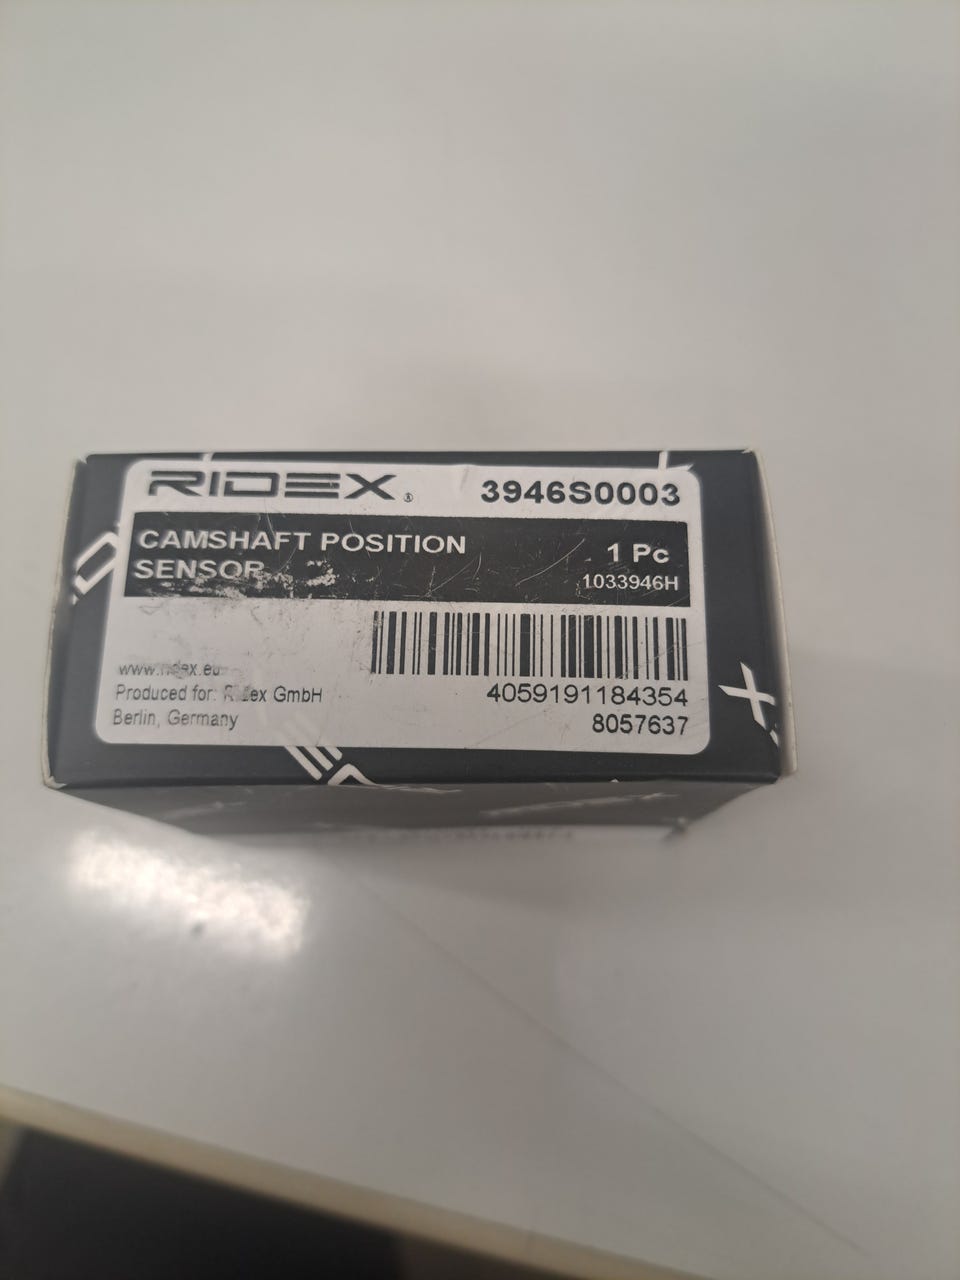 RIDEX ®
3946S0003
CAMSHAFT POSITION
SENSOR
1 Pc
1033946H
www.ridex.eu
Produced for: Ridex GmbH
Berlin, Germany
4059191184354
8057637